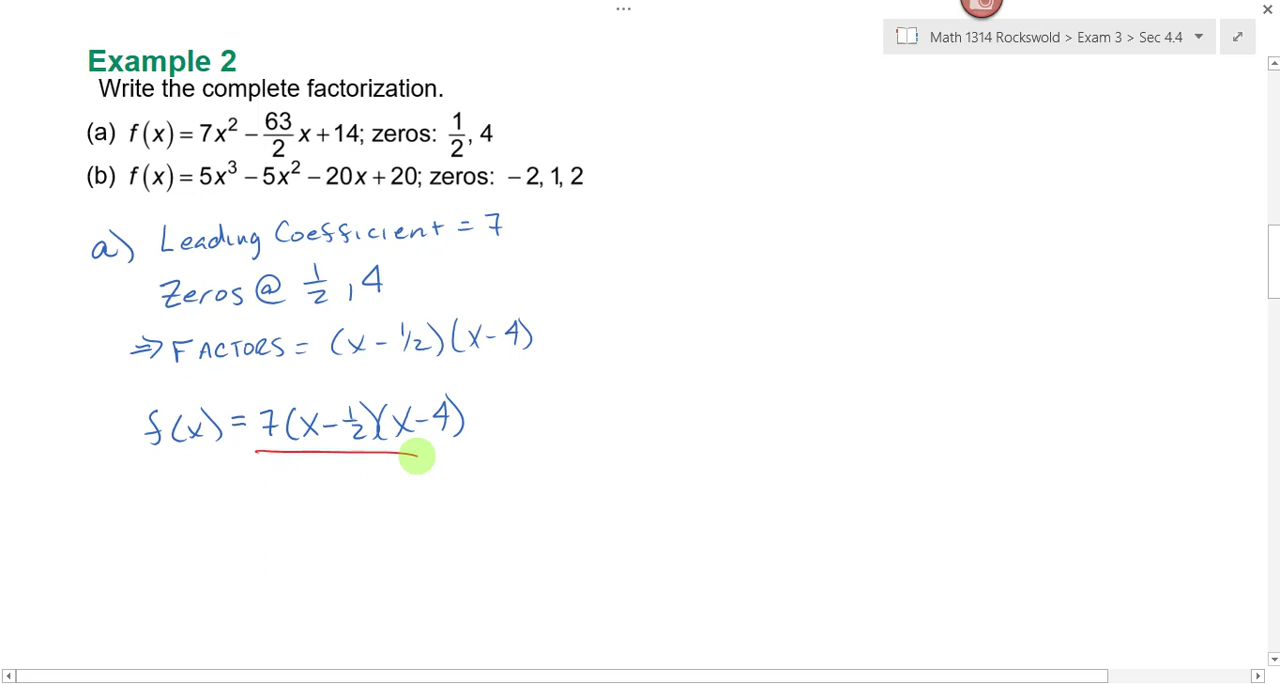 Math 1314 Rockswold > Exam 3 > Sec 4.4
Example 2
Write the complete factorization.
(a) f(x) = 7x² − 63/2 x + 14; zeros: 1/2, 4
(b) f(x) = 5x³ − 5x² − 20x + 20; zeros: − 2, 1, 2
a) Leading Coefficient = 7
Zeros @ 1/2, 4
⇒ FACTORS = (x - 1/2)(x - 4)
f(x) = 7(x - 1/2)(x - 4)